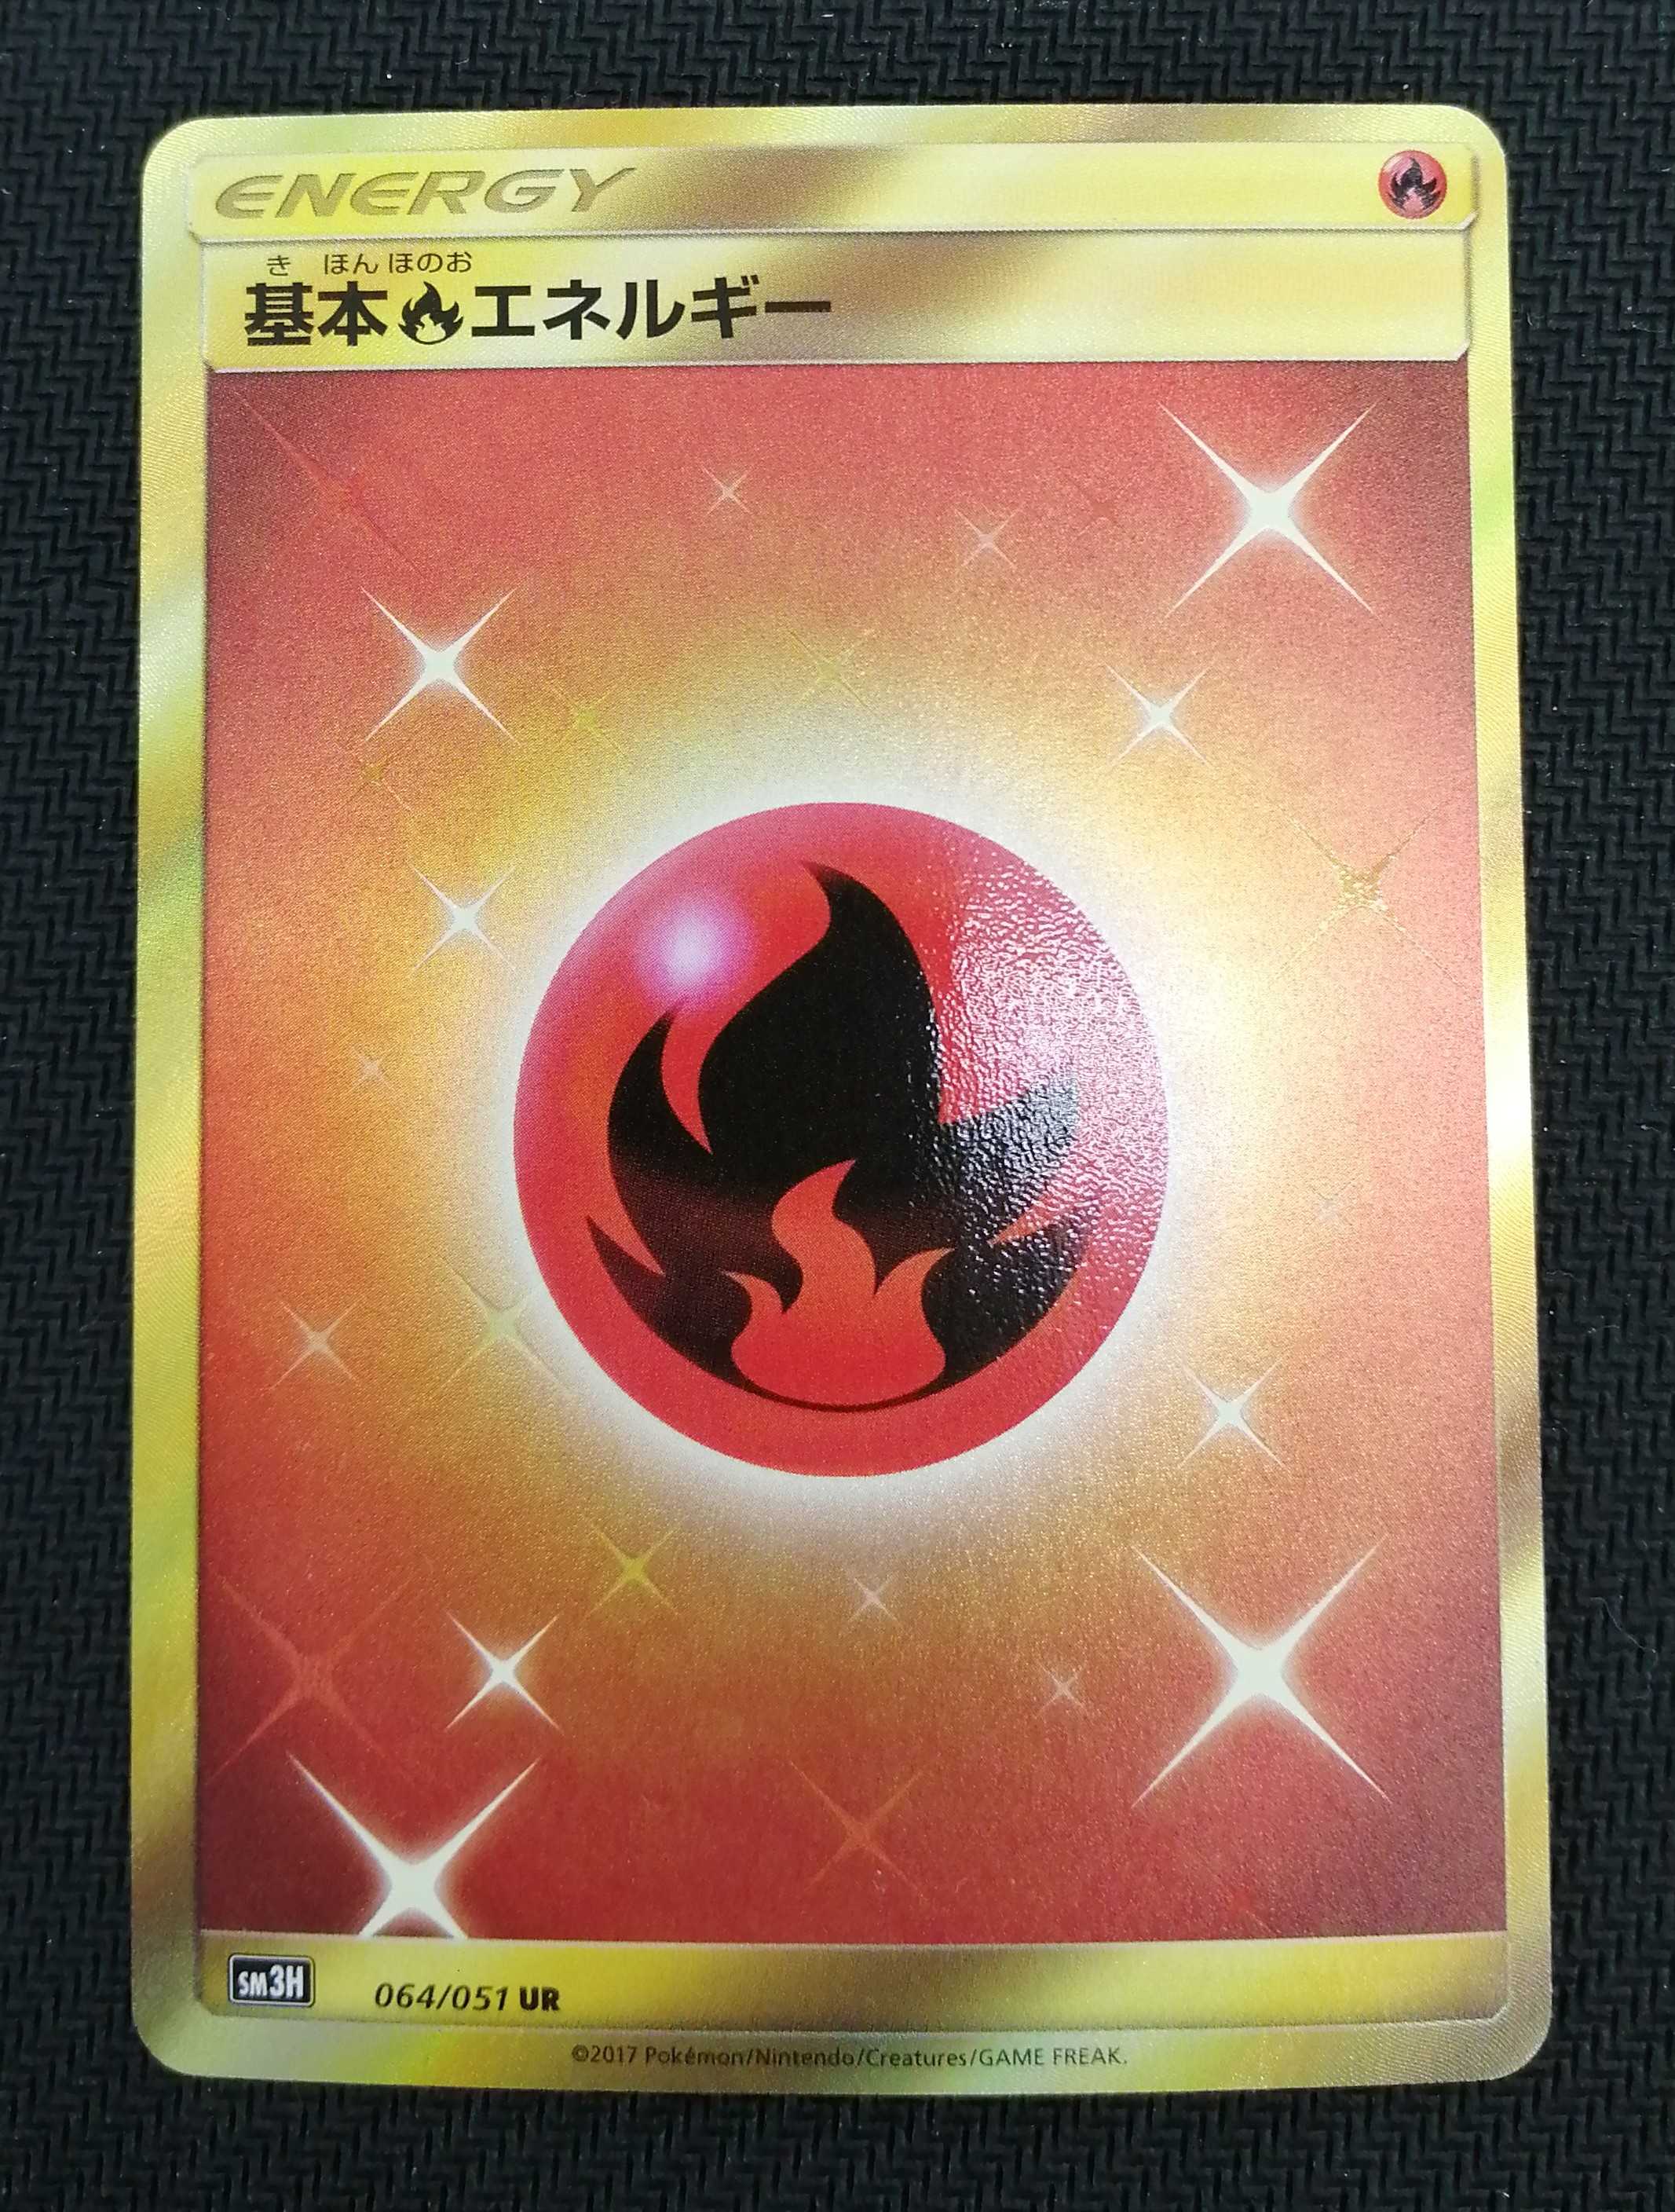 ENERGY
き ほん ほのお
基本エネルギー
SM3H
064/051 UR
©2017 Pokémon/Nintendo/Creatures/GAME FREAK.